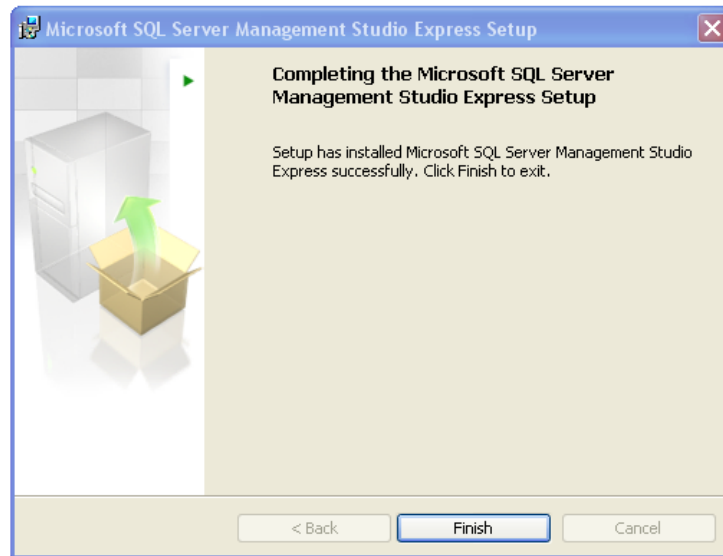 Microsoft SQL Server Management Studio Express Setup
Completing the Microsoft SQL Server
Management Studio Express Setup
Setup has installed Microsoft SQL Server Management Studio
Express successfully. Click Finish to exit.
< Back
Finish
Cancel